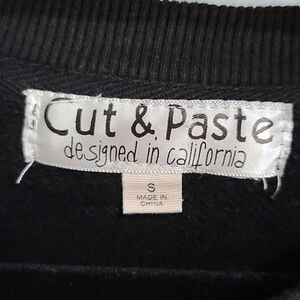 Cut & Paste
designed in california
S
MADE IN
CHINA